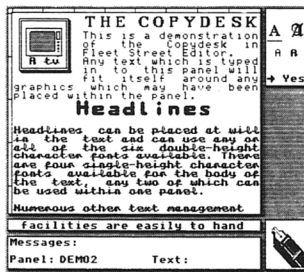 THE COPYDESK
This is a demonstration
of the Copydesk in
Fleet Street Editor.
Any text which is typed
in to this panel will
fit itself around any
graphics which may have been
placed within the panel.
A tv
Headlines
Headlines can be placed at will
in the text and can use any or
all of the six double-height
character fonts available. There
are four single-height character
fonts available for the body of
the text, any two of which can
be used within one panel.
Numerous other text management
facilities are easily to hand
Messages:
Panel: DEMO2 Text:
A A
A A
→ Yes